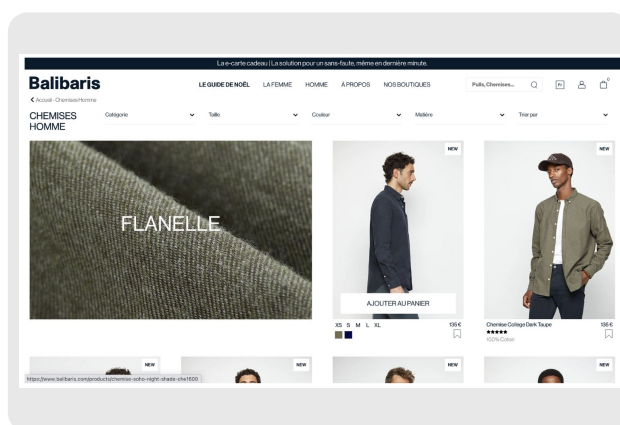 La e-carte cadeau | La solution pour un sans-faute, même en dernière minute.
Balibaris
LE GUIDE DE NOËL LA FEMME HOMME À PROPOS NOS BOUTIQUES
Pulls, Chemises...
0
Accueil - Chemises Homme
CHEMISES
HOMME
Catégorie
Taille
Couleur
Matière
Trier par
FLANELLE
NEW
AJOUTER AU PANIER
XS S M L XL
135 €
NEW
Chemise College Dark Taupe
135 €
100% Coton
NEW
NEW
NEW
NEW
https://www.balibaris.com/products/chemise-soho-night-shade-che1600